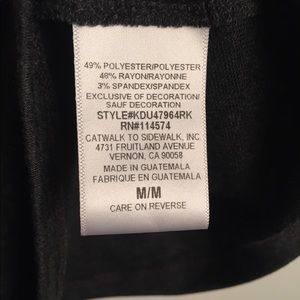 49% POLYESTER/POLYESTER
48% RAYON/RAYONNE
3% SPANDEX/SPANDEX
EXCLUSIVE OF DECORATION/
SAUF DECORATION
STYLE#KDU47964RK
RN#114574
CATWALK TO SIDEWALK, INC
4731 FRUITLAND AVENUE
VERNON, CA 90058
MADE IN GUATEMALA
FABRIQUE EN GUATEMALA
M/M
CARE ON REVERSE